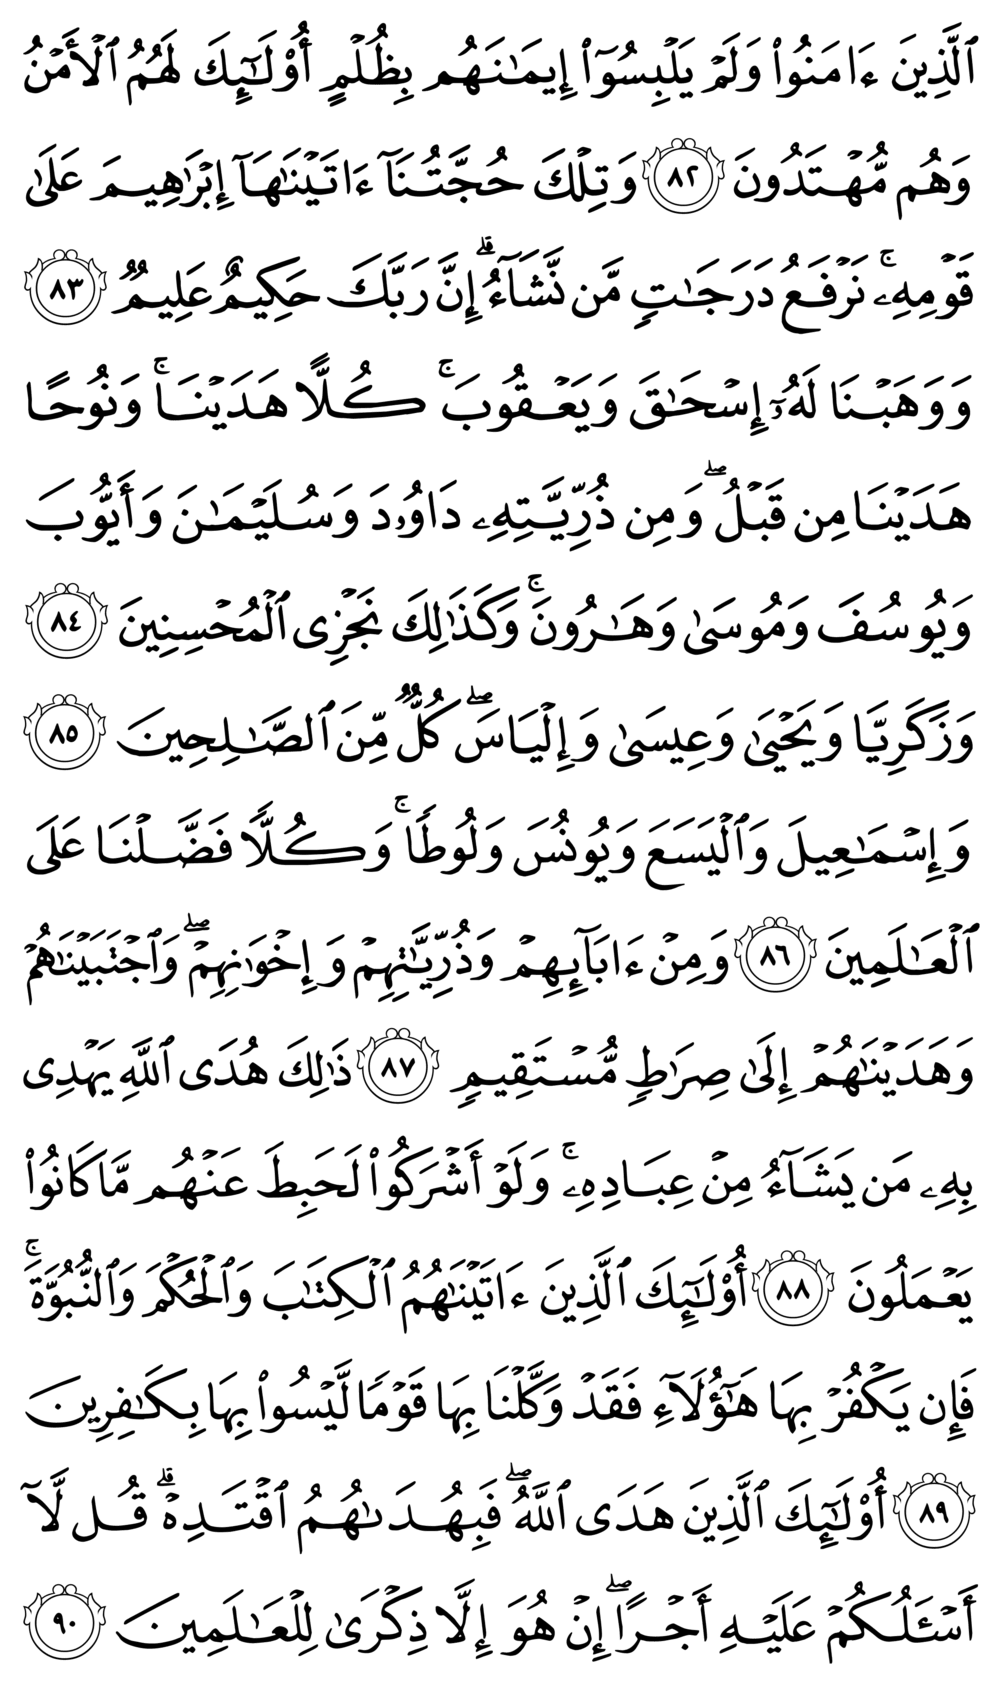 ٱلَّذِينَ ءَامَنُوا۟ وَلَمْ يَلْبِسُوٓا۟ إِيمَٰنَهُم بِظُلْمٍ أُو۟لَٰٓئِكَ لَهُمُ ٱلْأَمْنُ
وَهُم مُّهْتَدُونَ ٨٢ وَتِلْكَ حُجَّتُنَآ ءَاتَيْنَٰهَآ إِبْرَٰهِيمَ عَلَىٰ
قَوْمِهِۦ ۚ نَرْفَعُ دَرَجَٰتٍ مَّن نَّشَآءُ ۗ إِنَّ رَبَّكَ حَكِيمٌ عَلِيمٌ ٨٣
وَوَهَبْنَا لَهُۥٓ إِسْحَٰقَ وَيَعْقُوبَ ۚ كُلًّا هَدَيْنَا ۚ وَنُوحًا
هَدَيْنَا مِن قَبْلُ ۖ وَمِن ذُرِّيَّتِهِۦ دَاوُۥدَ وَسُلَيْمَٰنَ وَأَيُّوبَ
وَيُوسُفَ وَمُوسَىٰ وَهَٰرُونَ ۚ وَكَذَٰلِكَ نَجْزِى ٱلْمُحْسِنِينَ ٨٤
وَزَكَرِيَّا وَيَحْيَىٰ وَعِيسَىٰ وَإِلْيَاسَ ۖ كُلٌّ مِّنَ ٱلصَّٰلِحِينَ ٨٥
وَإِسْمَٰعِيلَ وَٱلْيَسَعَ وَيُونُسَ وَلُوطًا ۚ وَكُلًّا فَضَّلْنَا عَلَى
ٱلْعَٰلَمِينَ ٨٦ وَمِنْ ءَابَآئِهِمْ وَذُرِّيَّٰتِهِمْ وَإِخْوَٰنِهِمْ ۖ وَٱجْتَبَيْنَٰهُمْ
وَهَدَيْنَٰهُمْ إِلَىٰ صِرَٰطٍ مُّسْتَقِيمٍ ٨٧ ذَٰلِكَ هُدَى ٱللَّهِ يَهْدِى
بِهِۦ مَن يَشَآءُ مِنْ عِبَادِهِۦ ۚ وَلَوْ أَشْرَكُوا۟ لَحَبِطَ عَنْهُم مَّا كَانُوا۟
يَعْمَلُونَ ٨٨ أُو۟لَٰٓئِكَ ٱلَّذِينَ ءَاتَيْنَٰهُمُ ٱلْكِتَٰبَ وَٱلْحُكْمَ وَٱلنُّبُوَّةَ ۚ
فَإِن يَكْفُرْ بِهَا هَٰٓؤُلَآءِ فَقَدْ وَكَّلْنَا بِهَا قَوْمًا لَّيْسُوا۟ بِهَا بِكَٰفِرِينَ
٨٩ أُو۟لَٰٓئِكَ ٱلَّذِينَ هَدَى ٱللَّهُ ۖ فَبِهُدَىٰهُمُ ٱقْتَدِهْ ۗ قُل لَّآ
أَسْـَٔلُكُمْ عَلَيْهِ أَجْرًا ۖ إِنْ هُوَ إِلَّا ذِكْرَىٰ لِلْعَٰلَمِينَ ٩٠